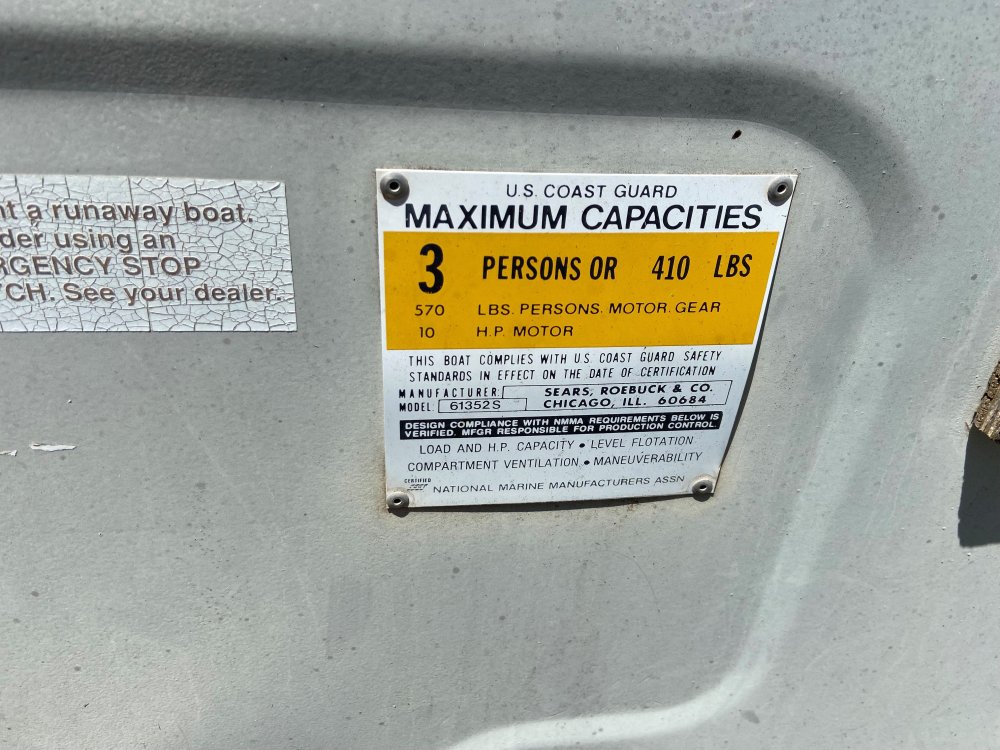 nt a runaway boat.
der using an
RGENCY STOP
CH. See your dealer.
U.S. COAST GUARD
MAXIMUM CAPACITIES
3 PERSONS OR 410 LBS
570 LBS. PERSONS. MOTOR. GEAR
10 H.P. MOTOR
THIS BOAT COMPLIES WITH U.S. COAST GUARD SAFETY
STANDARDS IN EFFECT ON THE DATE OF CERTIFICATION
MANUFACTURER: SEARS, ROEBUCK & CO.
MODEL: 61352S CHICAGO, ILL. 60684
DESIGN COMPLIANCE WITH NMMA REQUIREMENTS BELOW IS
VERIFIED. MFGR RESPONSIBLE FOR PRODUCTION CONTROL.
LOAD AND H.P. CAPACITY • LEVEL FLOTATION
COMPARTMENT VENTILATION • MANEUVERABILITY
CERTIFIED
NATIONAL MARINE MANUFACTURERS ASSN